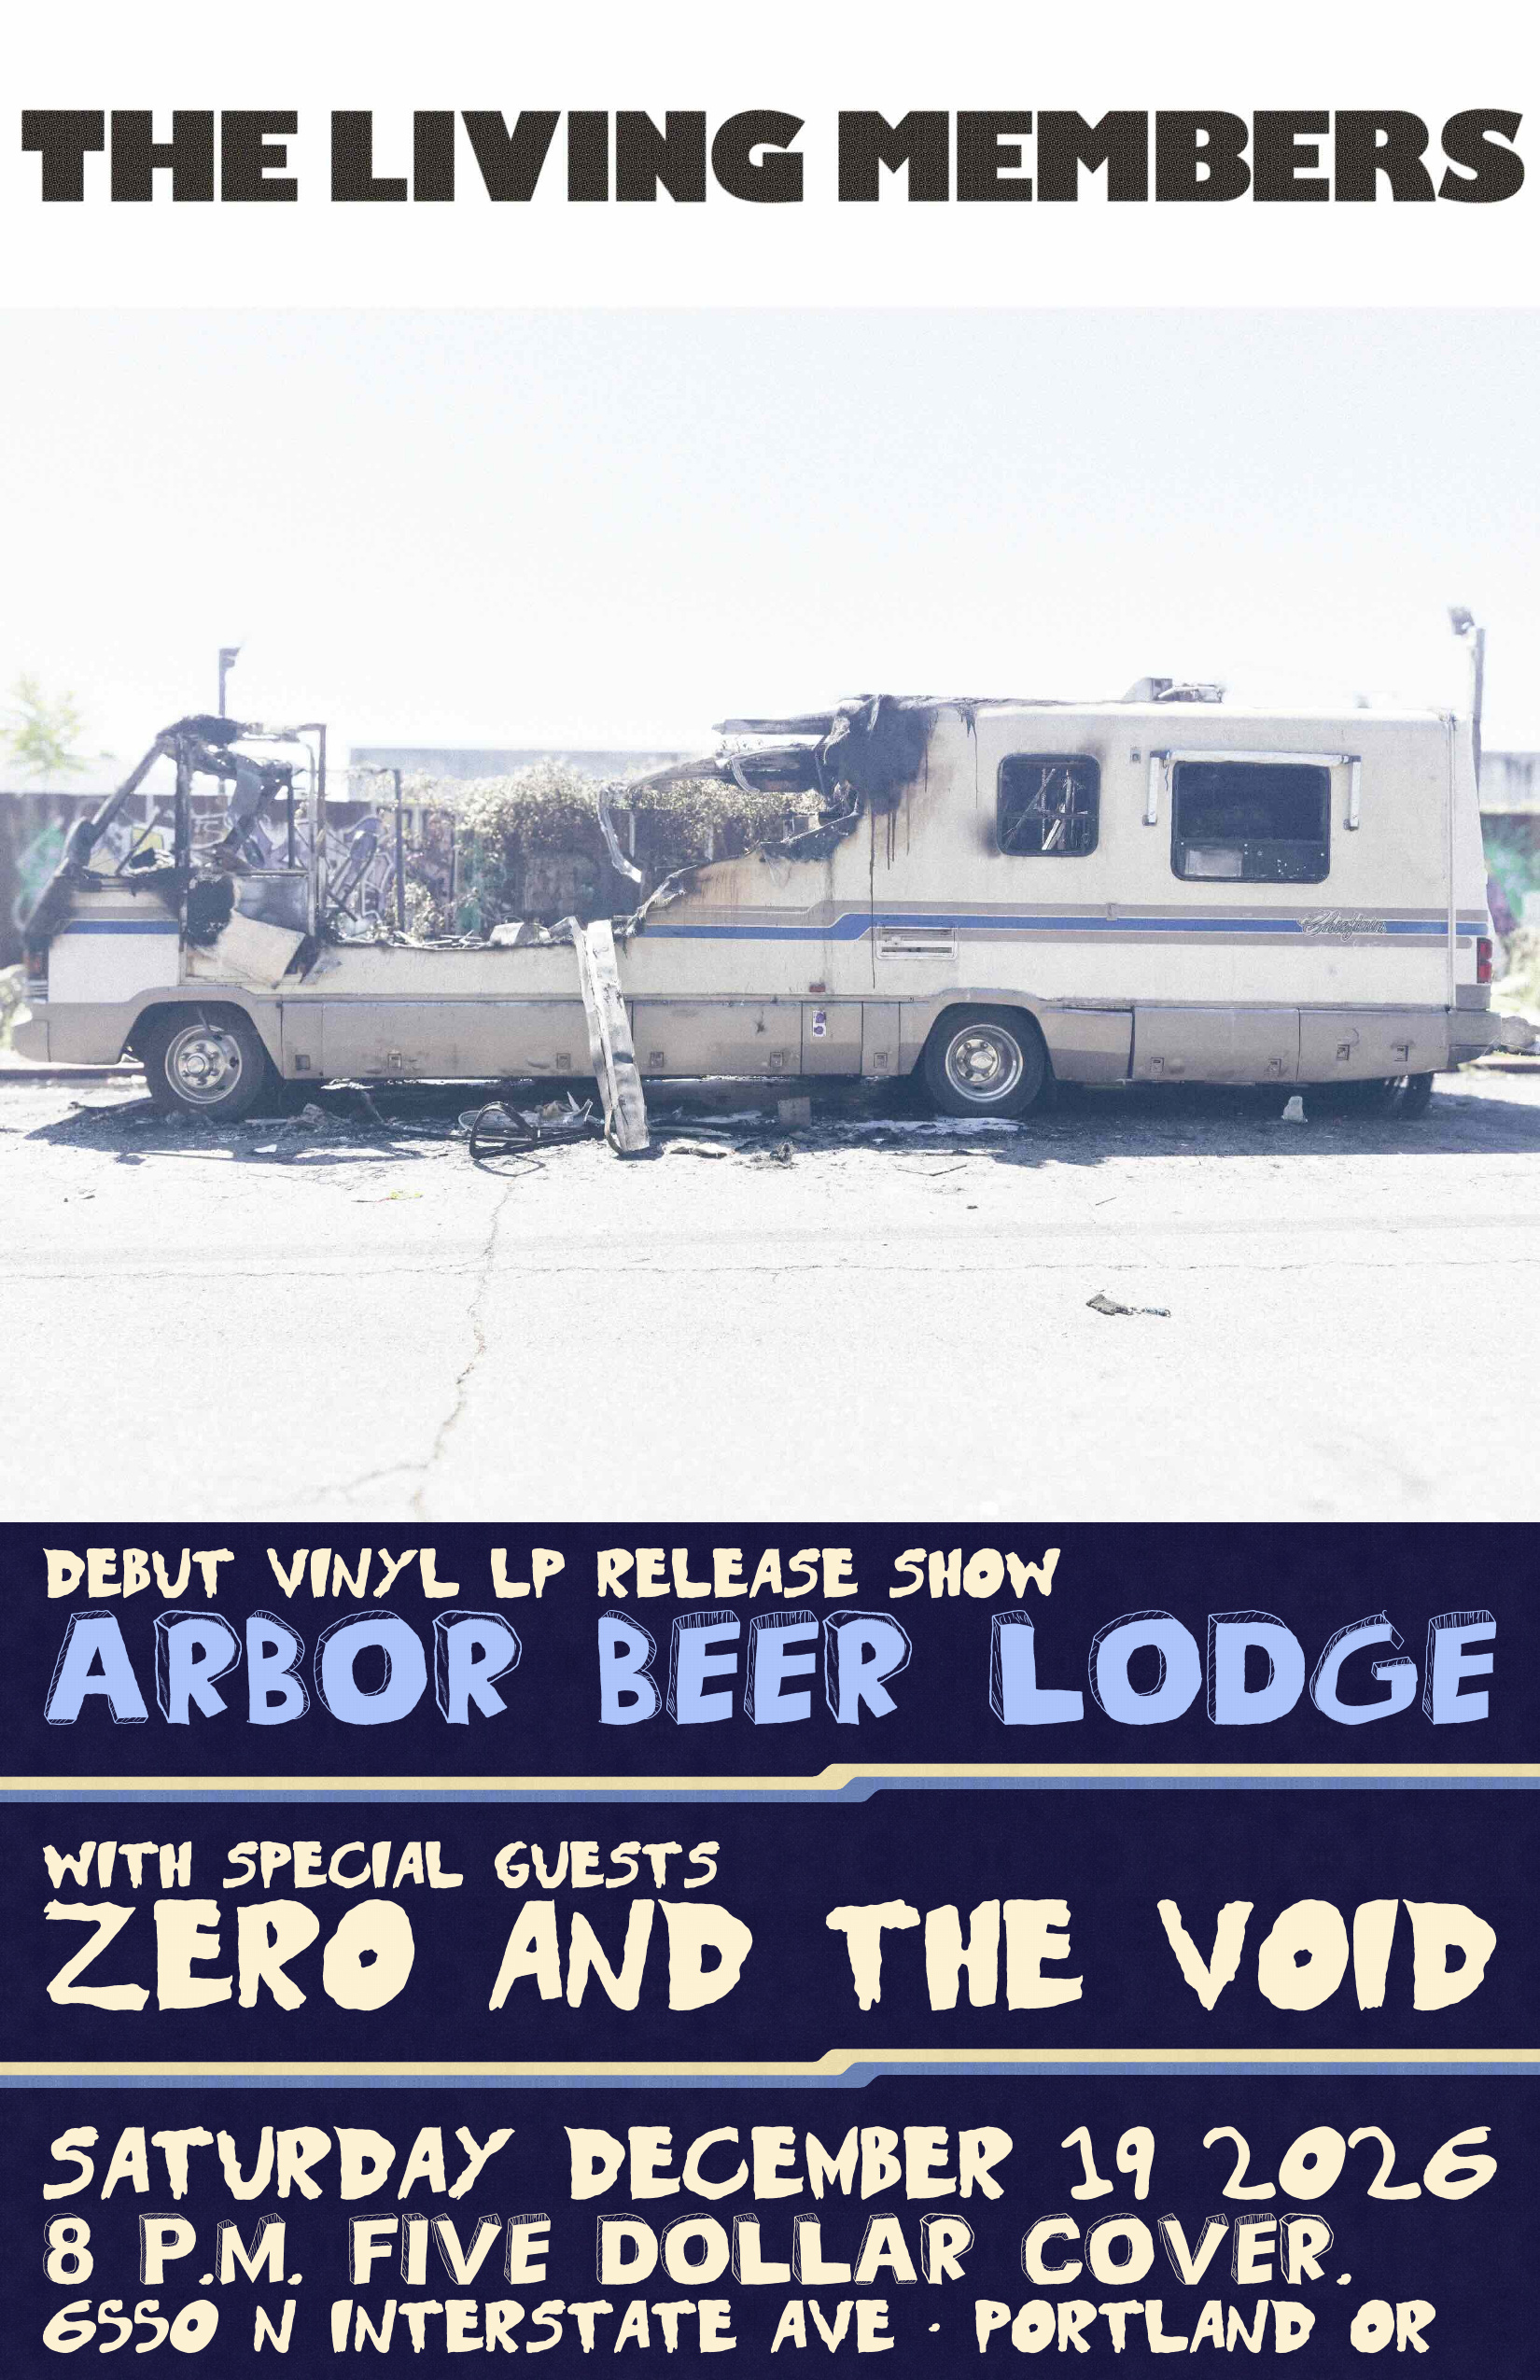 THE LIVING MEMBERS
Chieftain
DEBUT VINYL LP RELEASE SHOW
ARBOR BEER LODGE
WITH SPECIAL GUESTS
ZERO AND THE VOID
SATURDAY DECEMBER 19 2026
8 P.M. FIVE DOLLAR COVER.
6550 N INTERSTATE AVE · PORTLAND OR